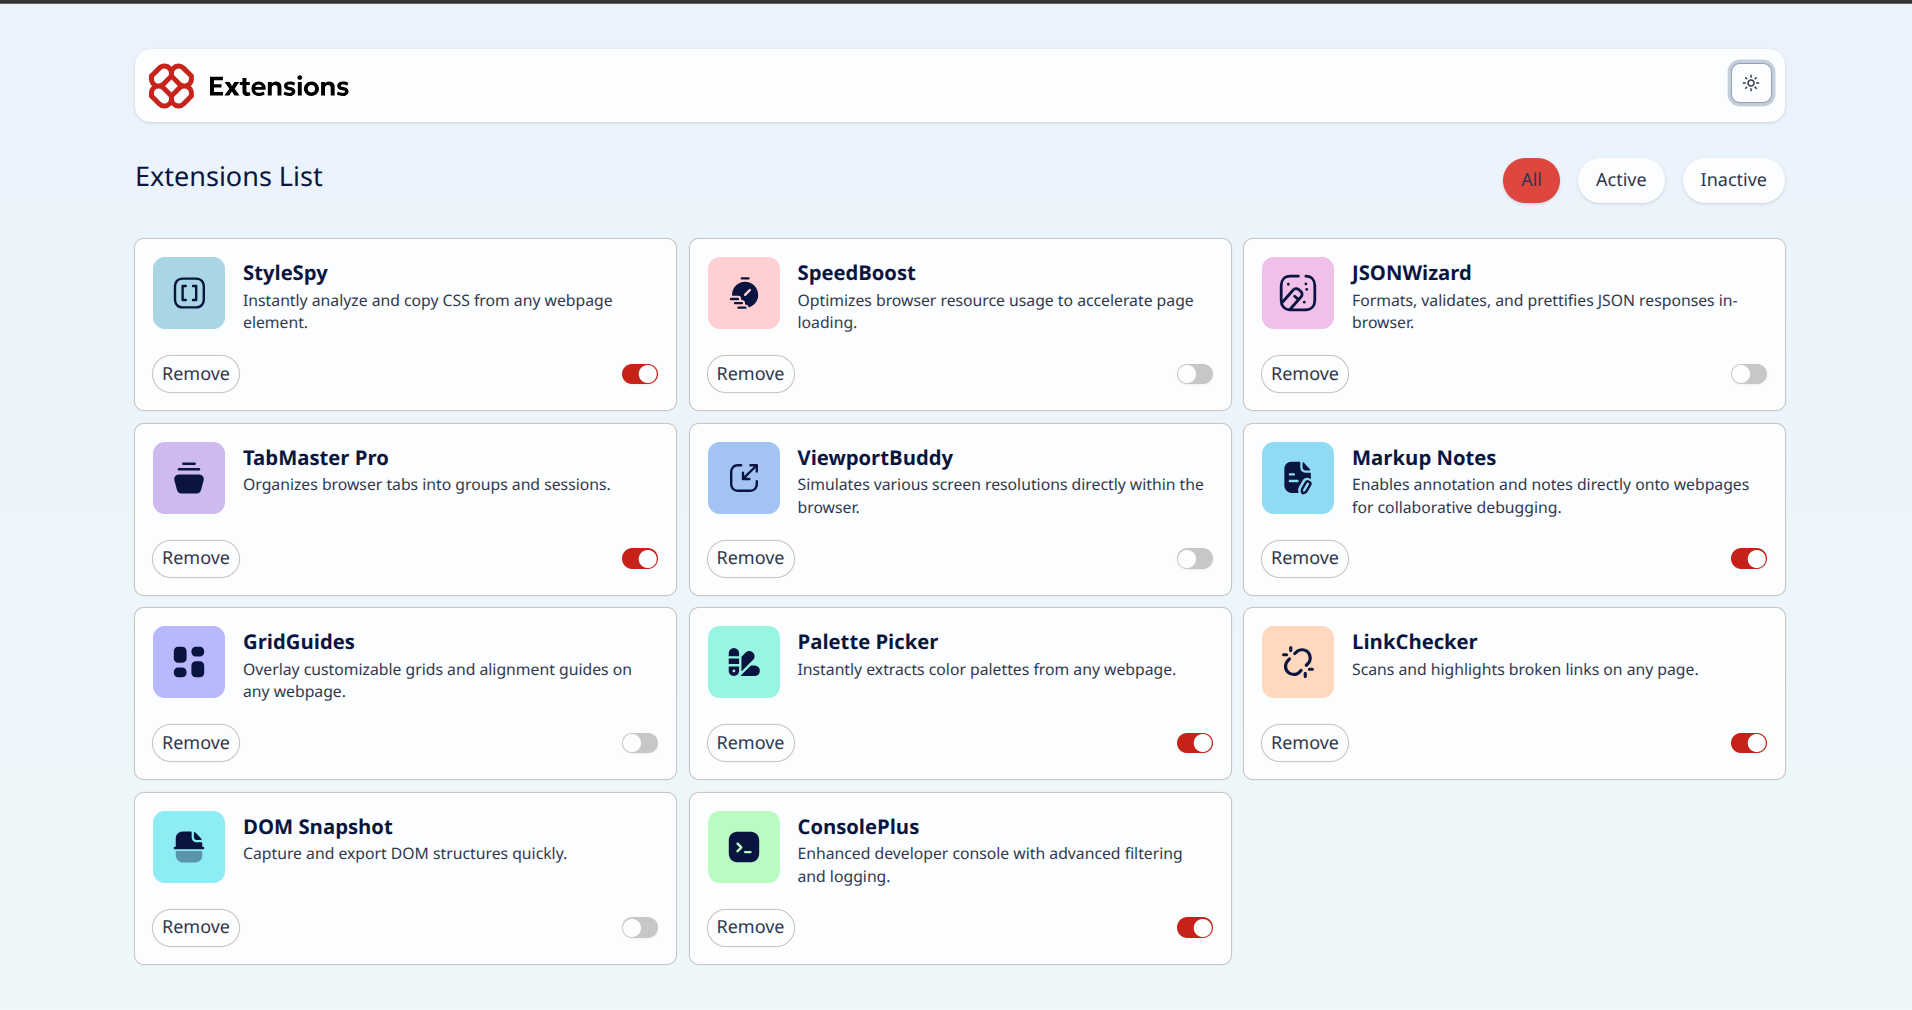 Extensions
Extensions List
All
Active
Inactive
StyleSpy
Instantly analyze and copy CSS from any webpage
element.
Remove
SpeedBoost
Optimizes browser resource usage to accelerate page
loading.
Remove
JSONWizard
Formats, validates, and prettifies JSON responses in-
browser.
Remove
TabMaster Pro
Organizes browser tabs into groups and sessions.
Remove
ViewportBuddy
Simulates various screen resolutions directly within the
browser.
Remove
Markup Notes
Enables annotation and notes directly onto webpages
for collaborative debugging.
Remove
GridGuides
Overlay customizable grids and alignment guides on
any webpage.
Remove
Palette Picker
Instantly extracts color palettes from any webpage.
Remove
LinkChecker
Scans and highlights broken links on any page.
Remove
DOM Snapshot
Capture and export DOM structures quickly.
Remove
ConsolePlus
Enhanced developer console with advanced filtering
and logging.
Remove